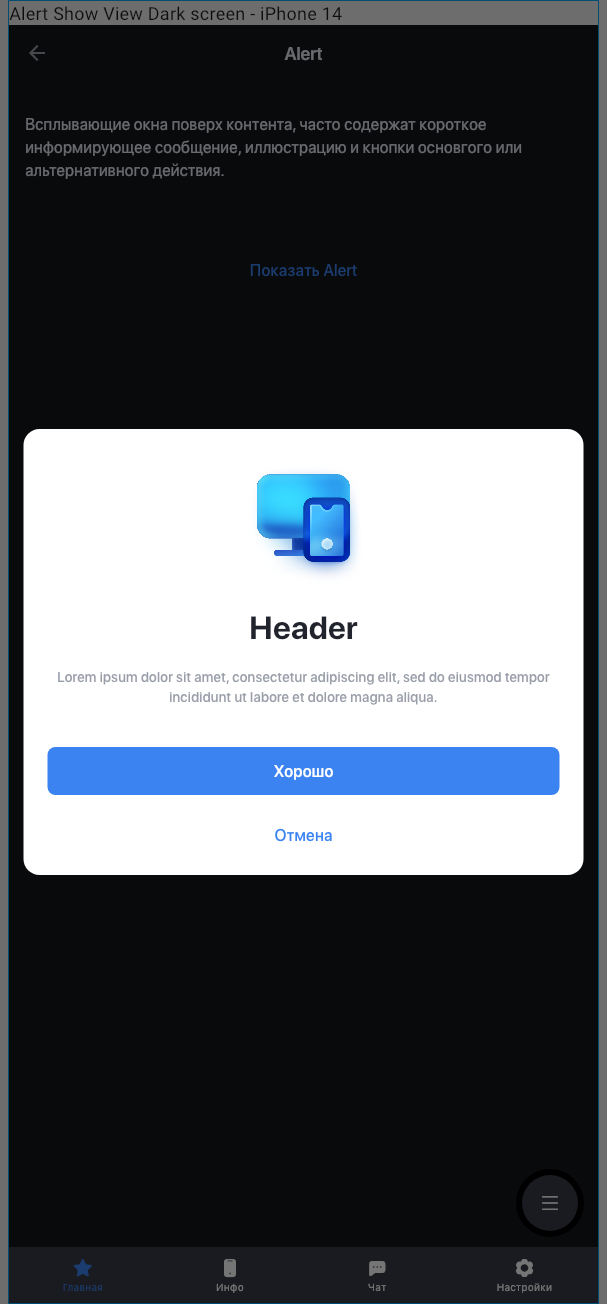 Alert Show View Dark screen - iPhone 14
Alert
Всплывающие окна поверх контента, часто содержат короткое
информирующее сообщение, иллюстрацию и кнопки основгого или
альтернативного действия.
Показать Alert
Header
Lorem ipsum dolor sit amet, consectetur adipiscing elit, sed do eiusmod tempor
incididunt ut labore et dolore magna aliqua.
Хорошо
Отмена
Главная
Инфо
Чат
Настройки